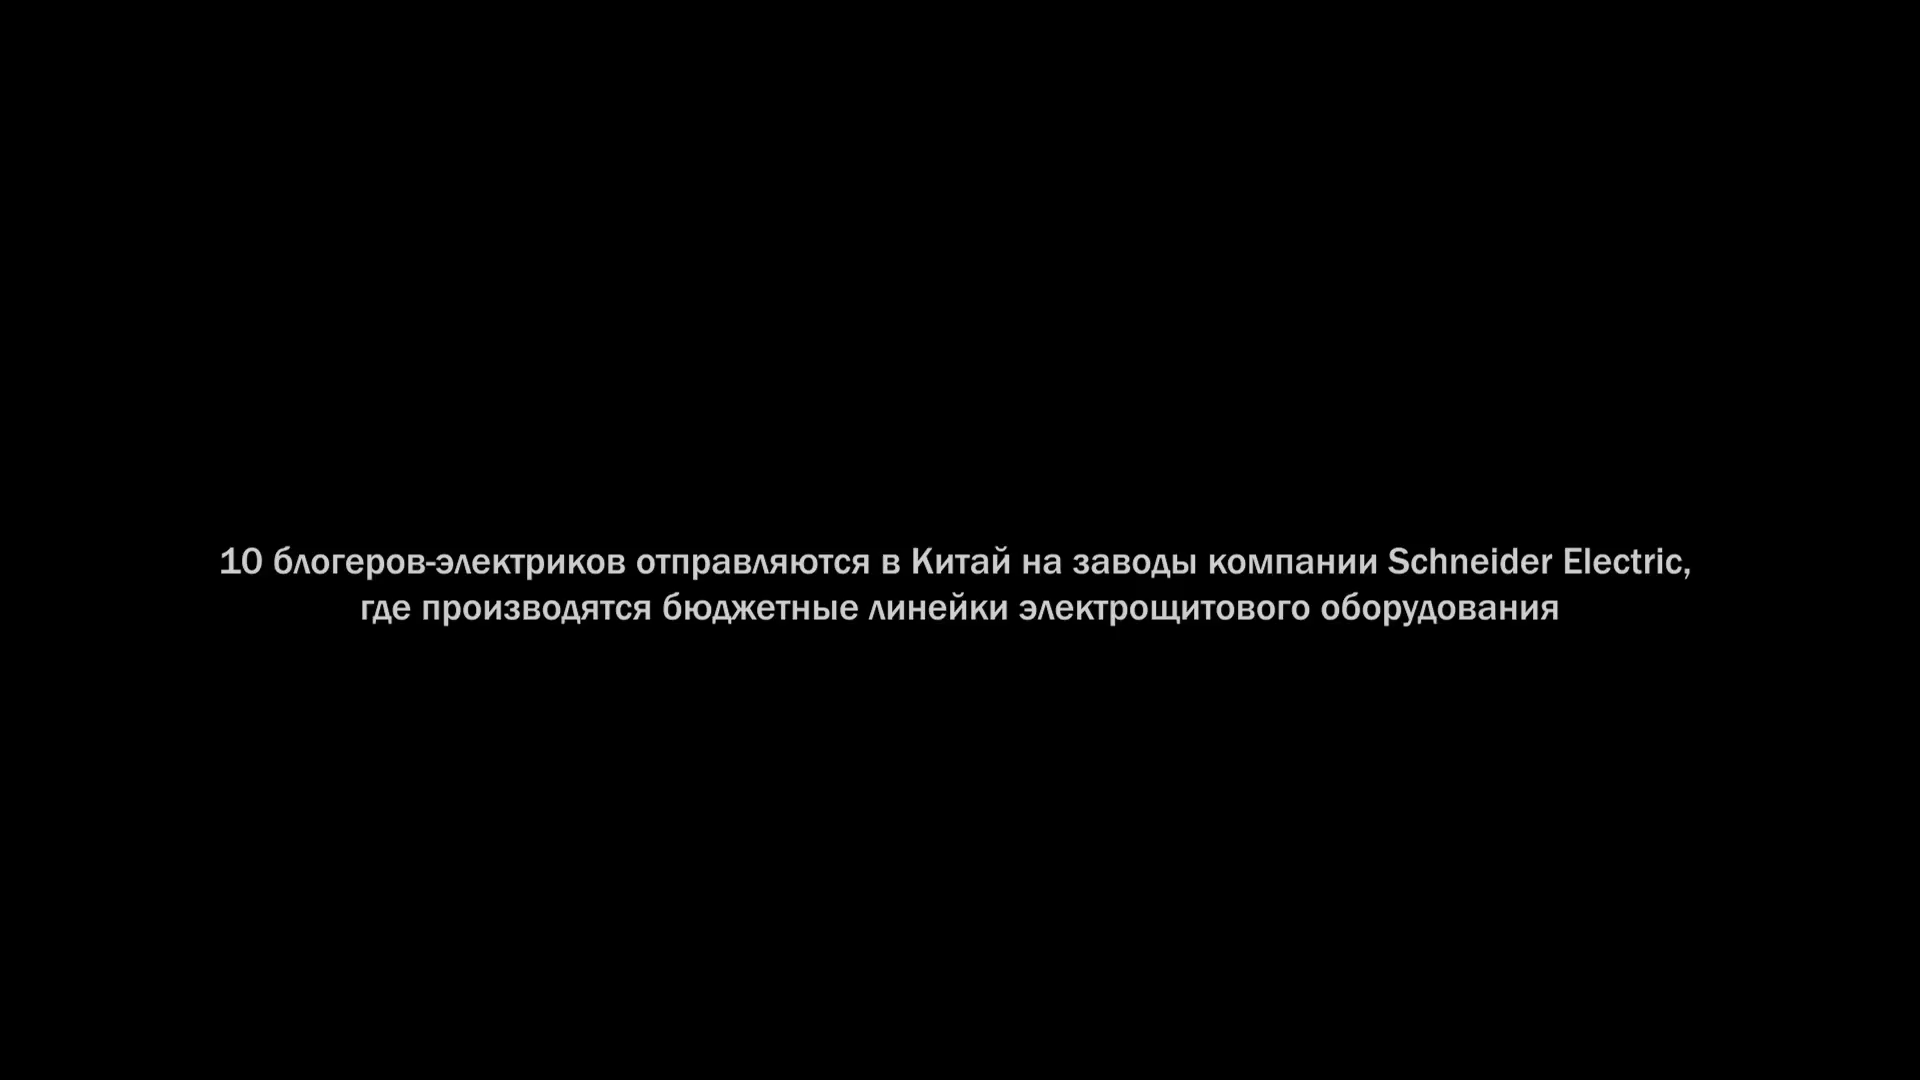 10 блогеров-электриков отправляются в Китай на заводы компании Schneider Electric,
где производятся бюджетные линейки электрощитового оборудования